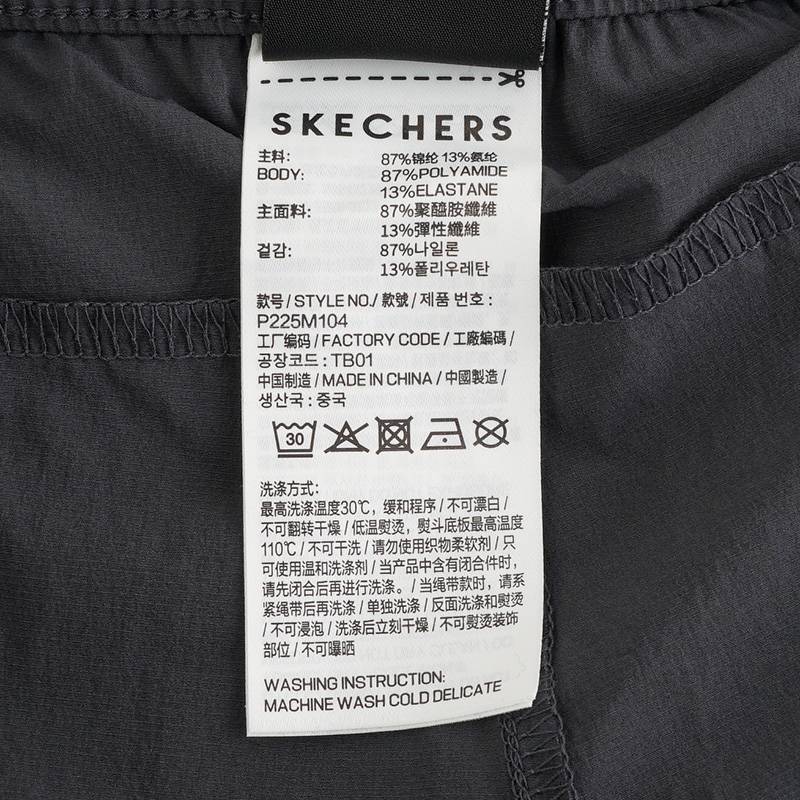 SKECHERS
主料: 87%锦纶 13%氨纶
BODY: 87%POLYAMIDE
13%ELASTANE
主面料: 87%聚醯胺纖維
13%彈性纖維
겉감: 87%나일론
13%폴리우레탄
款号 / STYLE NO./ 款號 / 제품 번호 :
P225M104
工厂编码 / FACTORY CODE / 工廠編碼 /
공장코드 : TB01
中国制造 / MADE IN CHINA / 中國製造 /
생산국 : 중국
30
洗涤方式:
最高洗涤温度30℃, 缓和程序 / 不可漂白 /
不可翻转干燥 / 低温熨烫, 熨斗底板最高温度
110℃ / 不可干洗 / 请勿使用织物柔软剂 / 只
可使用温和洗涤剂 / 当产品中含有闭合件时,
请先闭合后再进行洗涤。/ 当绳带款时, 请系
紧绳带后再洗涤 / 单独洗涤 / 反面洗涤和熨烫
/ 不可浸泡 / 洗涤后立刻干燥 / 不可熨烫装饰
部位 / 不可曝晒
WASHING INSTRUCTION:
MACHINE WASH COLD DELICATE